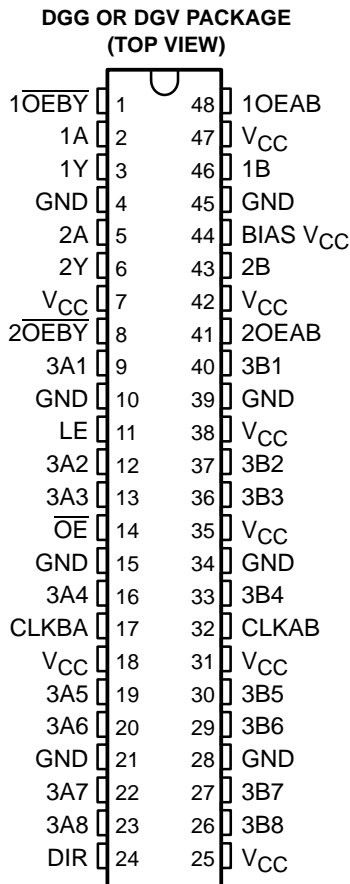 DGG OR DGV PACKAGE
(TOP VIEW)
1OEBY 1 48 1OEAB
1A 2 47 VCC
1Y 3 46 1B
GND 4 45 GND
2A 5 44 BIAS VCC
2Y 6 43 2B
VCC 7 42 VCC
2OEBY 8 41 2OEAB
3A1 9 40 3B1
GND 10 39 GND
LE 11 38 VCC
3A2 12 37 3B2
3A3 13 36 3B3
OE 14 35 VCC
GND 15 34 GND
3A4 16 33 3B4
CLKBA 17 32 CLKAB
VCC 18 31 VCC
3A5 19 30 3B5
3A6 20 29 3B6
GND 21 28 GND
3A7 22 27 3B7
3A8 23 26 3B8
DIR 24 25 VCC